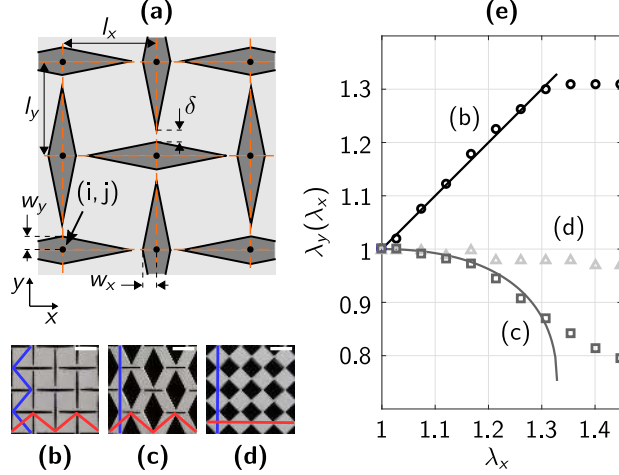 (a)
l_x
l_y
δ
(i, j)
w_y
w_x
y
x
(b)
(c)
(d)
(e)
λ_y(λ_x)
1.3
1.2
1.1
1
0.9
0.8
(b)
(d)
(c)
1
1.1
1.2
1.3
1.4
λ_x